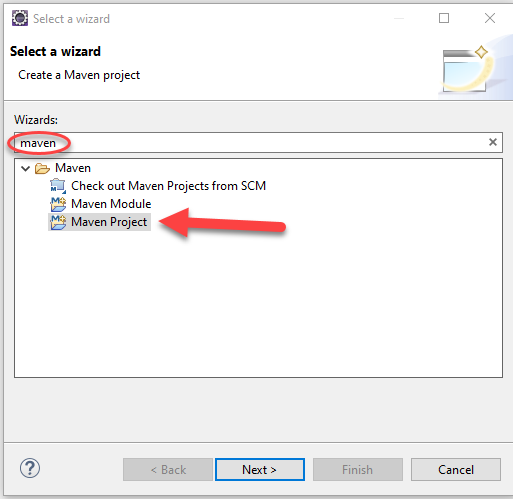 Select a wizard
Select a wizard
Create a Maven project
Wizards:
maven
Maven
Check out Maven Projects from SCM
Maven Module
Maven Project
< Back
Next >
Finish
Cancel